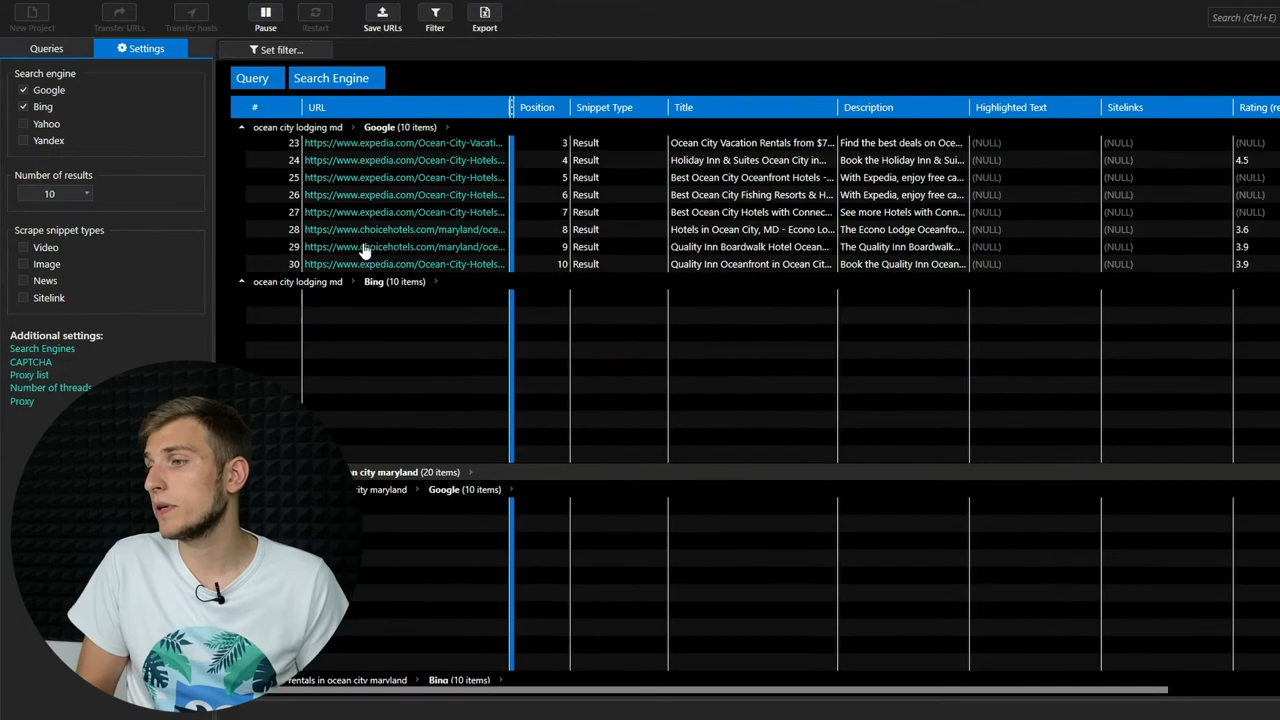 New Project
Transfer URLs
Transfer hosts
Pause
Restart
Save URLs
Filter
Export
Search (Ctrl+E)
Queries
Settings
Set filter...
Search engine
Google
Bing
Yahoo
Yandex
Number of results
10
Scrape snippet types
Video
Image
News
Sitelink
Additional settings:
Search Engines
CAPTCHA
Proxy list
Number of threads
Proxy
Query
Search Engine
# URL Position Snippet Type Title Description Highlighted Text Sitelinks Rating (re
ocean city lodging md > Google (10 items) >
23 https://www.expedia.com/Ocean-City-Vacati... 3 Result Ocean City Vacation Rentals from $7... Find the best deals on Oce... (NULL) (NULL) (NULL)
24 https://www.expedia.com/Ocean-City-Hotels... 4 Result Holiday Inn & Suites Ocean City in... Book the Holiday Inn & Sui... (NULL) (NULL) 4.5
25 https://www.expedia.com/Ocean-City-Hotels... 5 Result Best Ocean City Oceanfront Hotels -... With Expedia, enjoy free ca... (NULL) (NULL) (NULL)
26 https://www.expedia.com/Ocean-City-Hotels... 6 Result Best Ocean City Fishing Resorts & H... With Expedia, enjoy free ca... (NULL) (NULL) (NULL)
27 https://www.expedia.com/Ocean-City-Hotels... 7 Result Best Ocean City Hotels with Connec... See more Hotels with Conn... (NULL) (NULL) (NULL)
28 https://www.choicehotels.com/maryland/oce... 8 Result Hotels in Ocean City, MD - Econo Lo... The Econo Lodge Oceanfro... (NULL) (NULL) 3.6
29 https://www.choicehotels.com/maryland/oce... 9 Result Quality Inn Boardwalk Hotel Ocean... The Quality Inn Boardwalk... (NULL) (NULL) 3.9
30 https://www.expedia.com/Ocean-City-Hotels... 10 Result Quality Inn Oceanfront in Ocean Cit... Book the Quality Inn Ocean... (NULL) (NULL) 3.9
ocean city lodging md > Bing (10 items) >
n city maryland (20 items) >
city maryland > Google (10 items) >
rentals in ocean city maryland > Bing (10 items) >